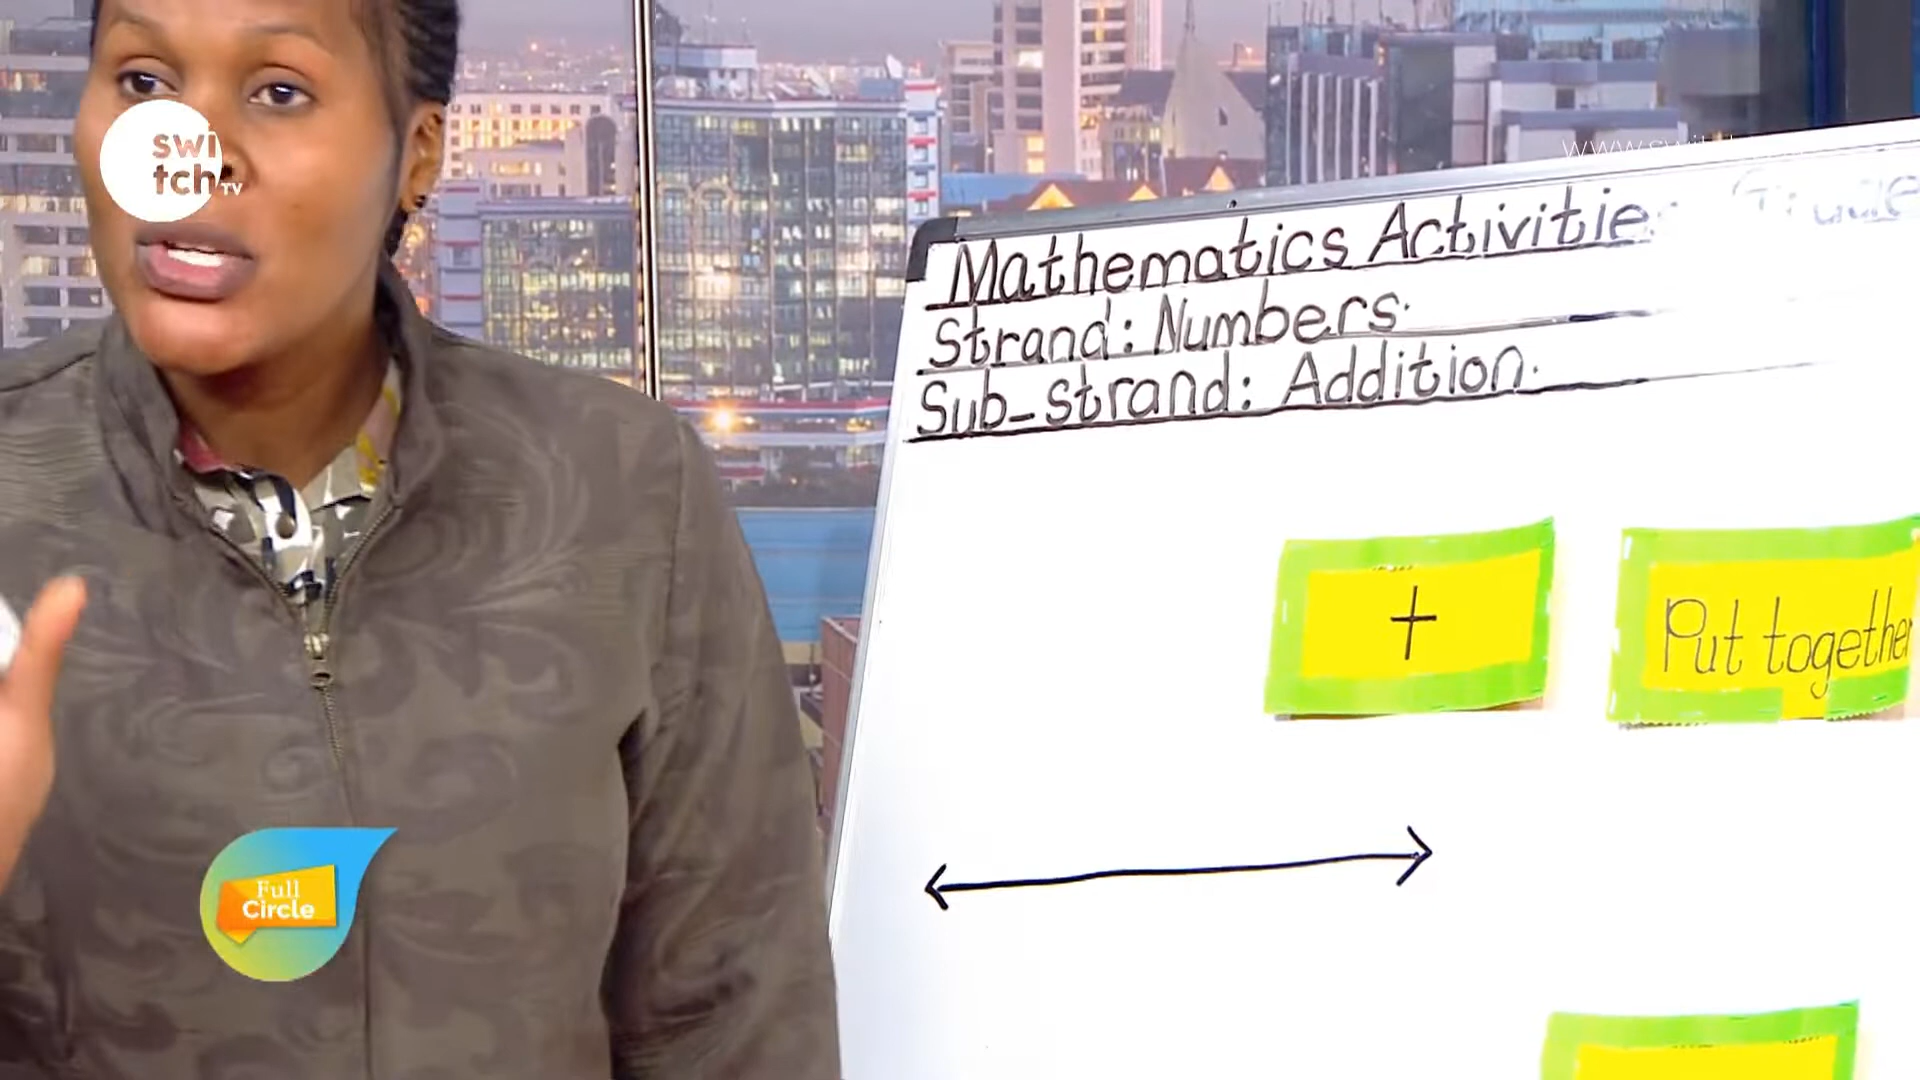 swi
tch TV
Mathematics Activities
Strand: Numbers.
Sub-strand: Addition.
+
Put together
Full
Circle